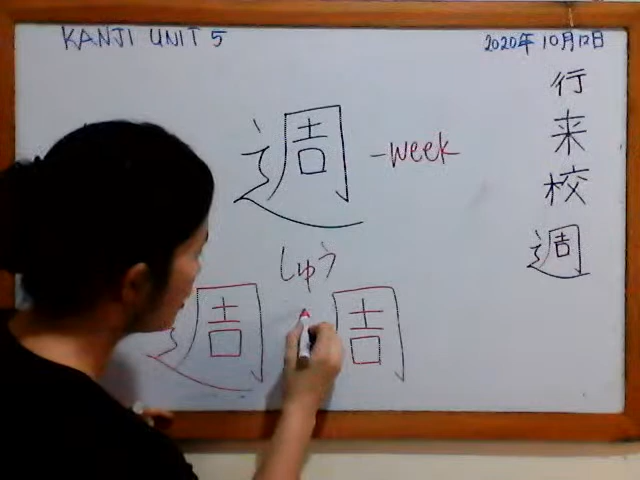 KANJI UNIT 5
2020年10月12日
週 -week
しゅう
週 周
行
来
校
週